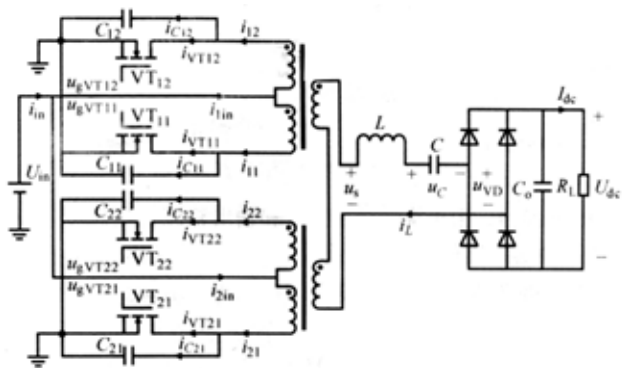 C12 iC12 i12
iVT12
ugVT12 VT12
iin ugVT11 VT11 i1in
iVT11
C11 iC11 i11
Uin
C22 iC22 i22
iVT22
ugVT22 VT22
ugVT21 i2in
VT21 iVT21
C21 iC21 i21
L C Idc
+
+ + − +
us uC uVD Co RL Udc
− −
iL
−